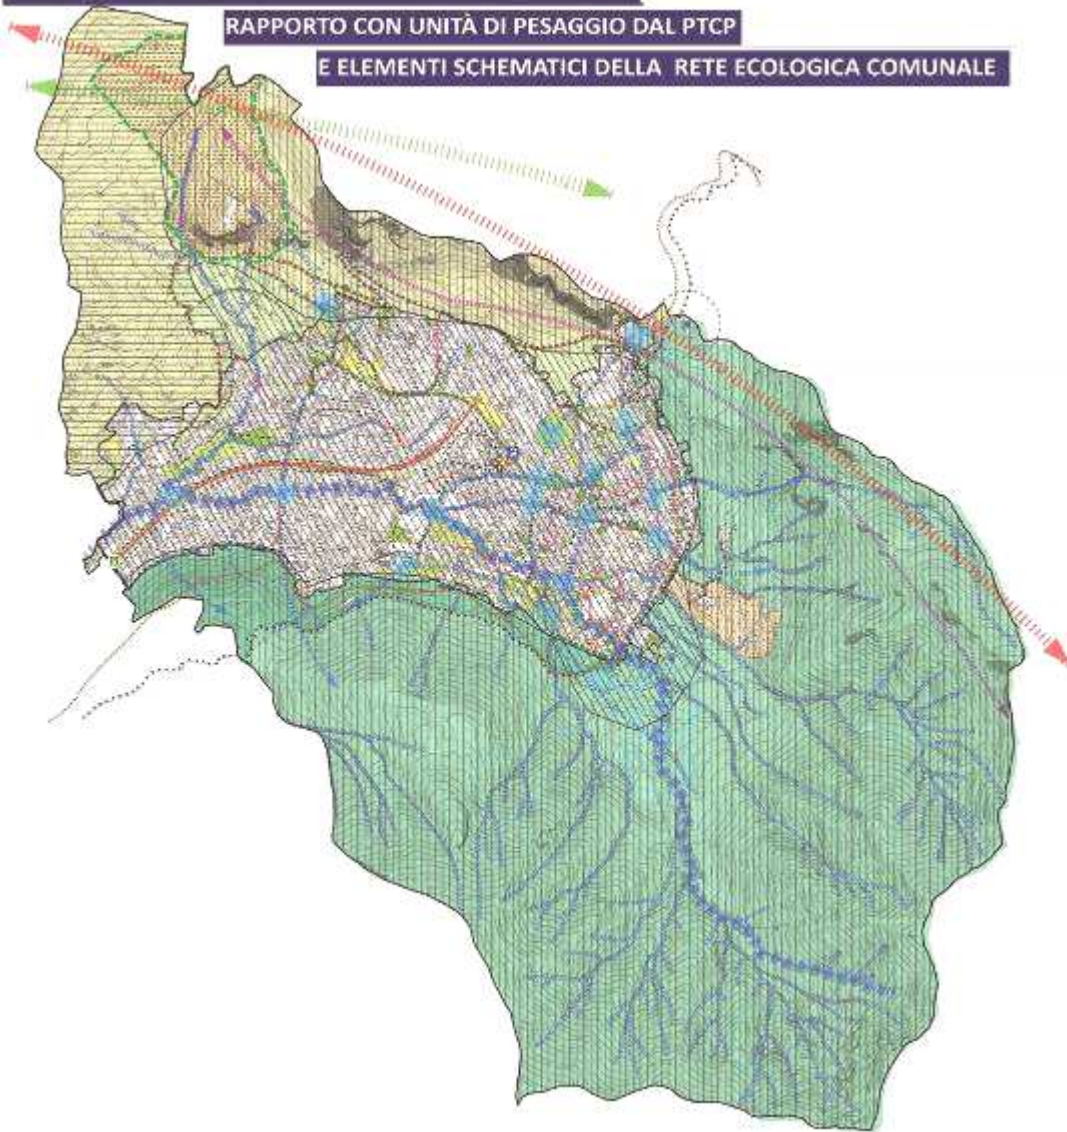 RAPPORTO CON UNITÀ DI PESAGGIO DAL PTCP
E ELEMENTI SCHEMATICI DELLA RETE ECOLOGICA COMUNALE